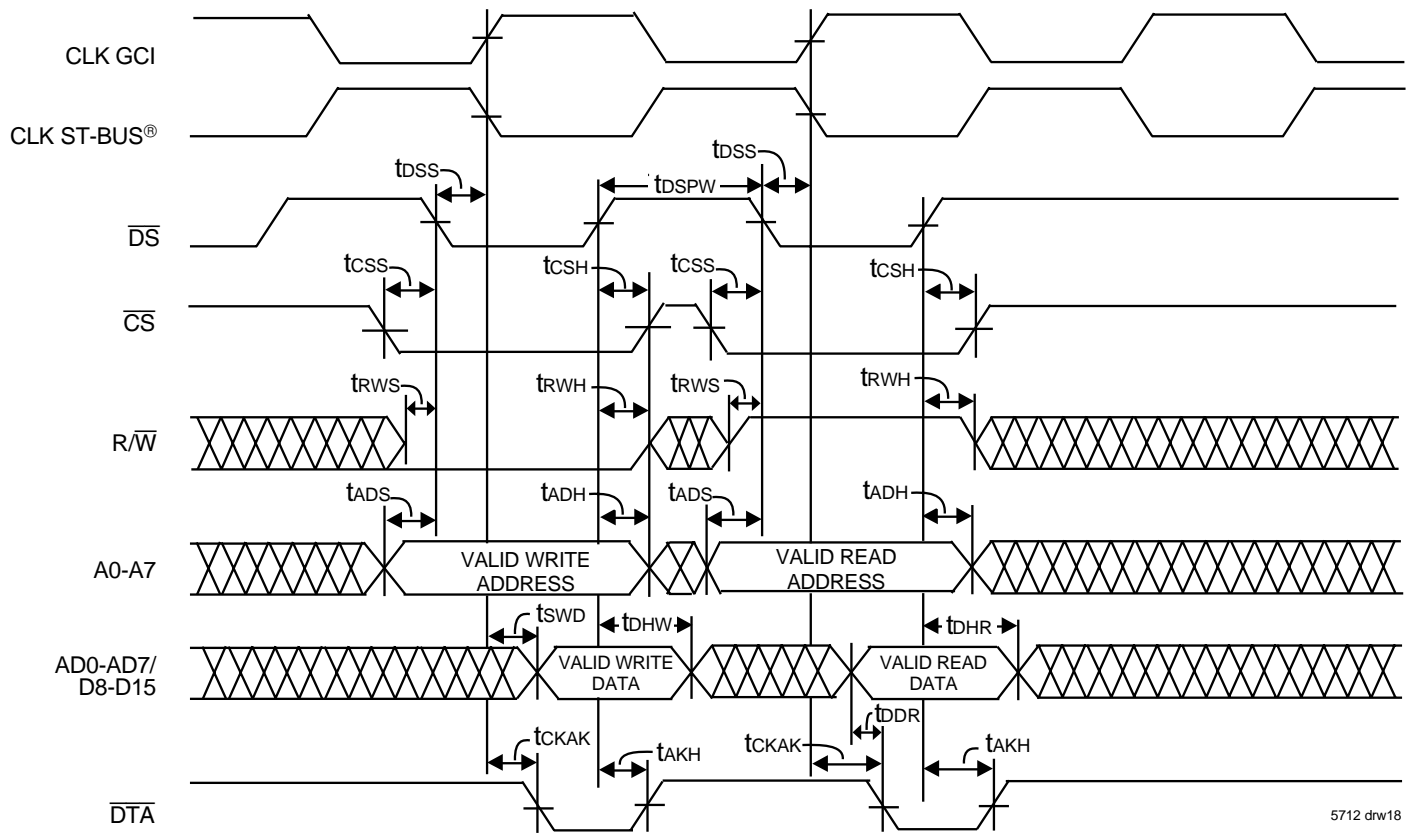 CLK GCI
CLK ST-BUS®
tDSS
tDSPW
tDSS
DS
tCSS
tCSH
tCSS
tCSH
CS
tRWS
tRWH
tRWS
tRWH
R/W
tADS
tADH
tADS
tADH
A0-A7
VALID WRITE
ADDRESS
VALID READ
ADDRESS
tSWD
tDHW
tDHR
AD0-AD7/
D8-D15
VALID WRITE
DATA
VALID READ
DATA
tDDR
tCKAK
tAKH
tCKAK
tAKH
DTA
5712 drw18